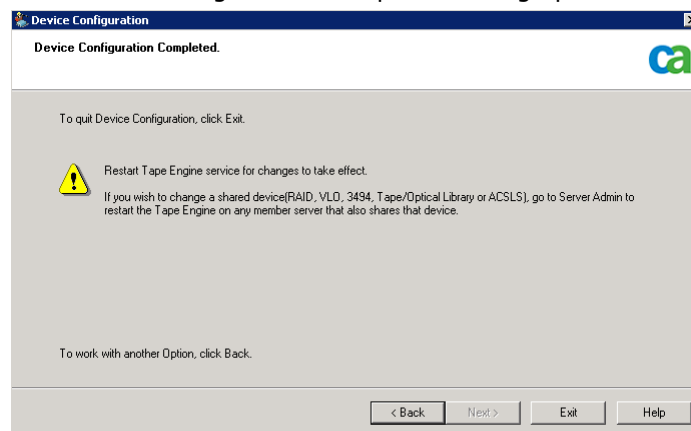 Device Configuration
Device Configuration Completed.
ca
To quit Device Configuration, click Exit.
Restart Tape Engine service for changes to take effect.
If you wish to change a shared device(RAID, VLO, 3494, Tape/Optical Library or ACSLS), go to Server Admin to
restart the Tape Engine on any member server that also shares that device.
To work with another Option, click Back.
< Back
Next >
Exit
Help